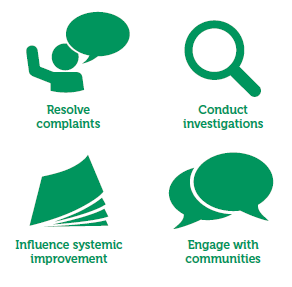 Resolve
complaints
Conduct
investigations
Influence systemic
improvement
Engage with
communities